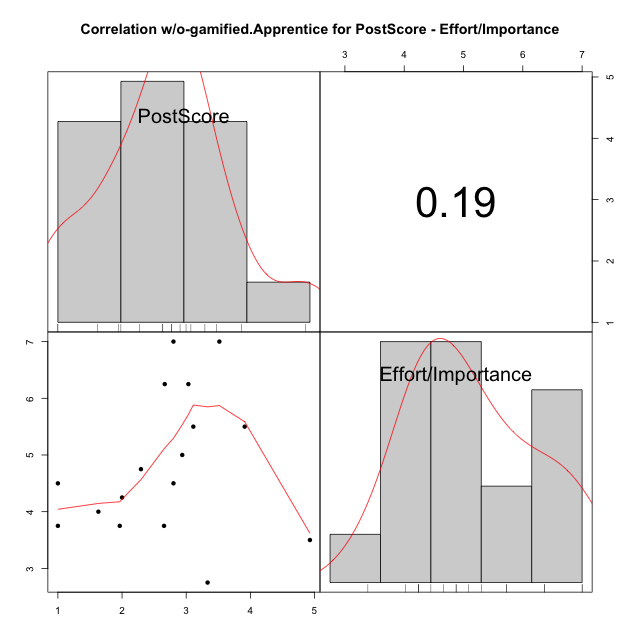 Correlation w/o-gamified.Apprentice for PostScore - Effort/Importance
3 4 5 6 7
PostScore
0.19
5
4
3
2
1
Effort/Importance
7
6
5
4
3
1 2 3 4 5